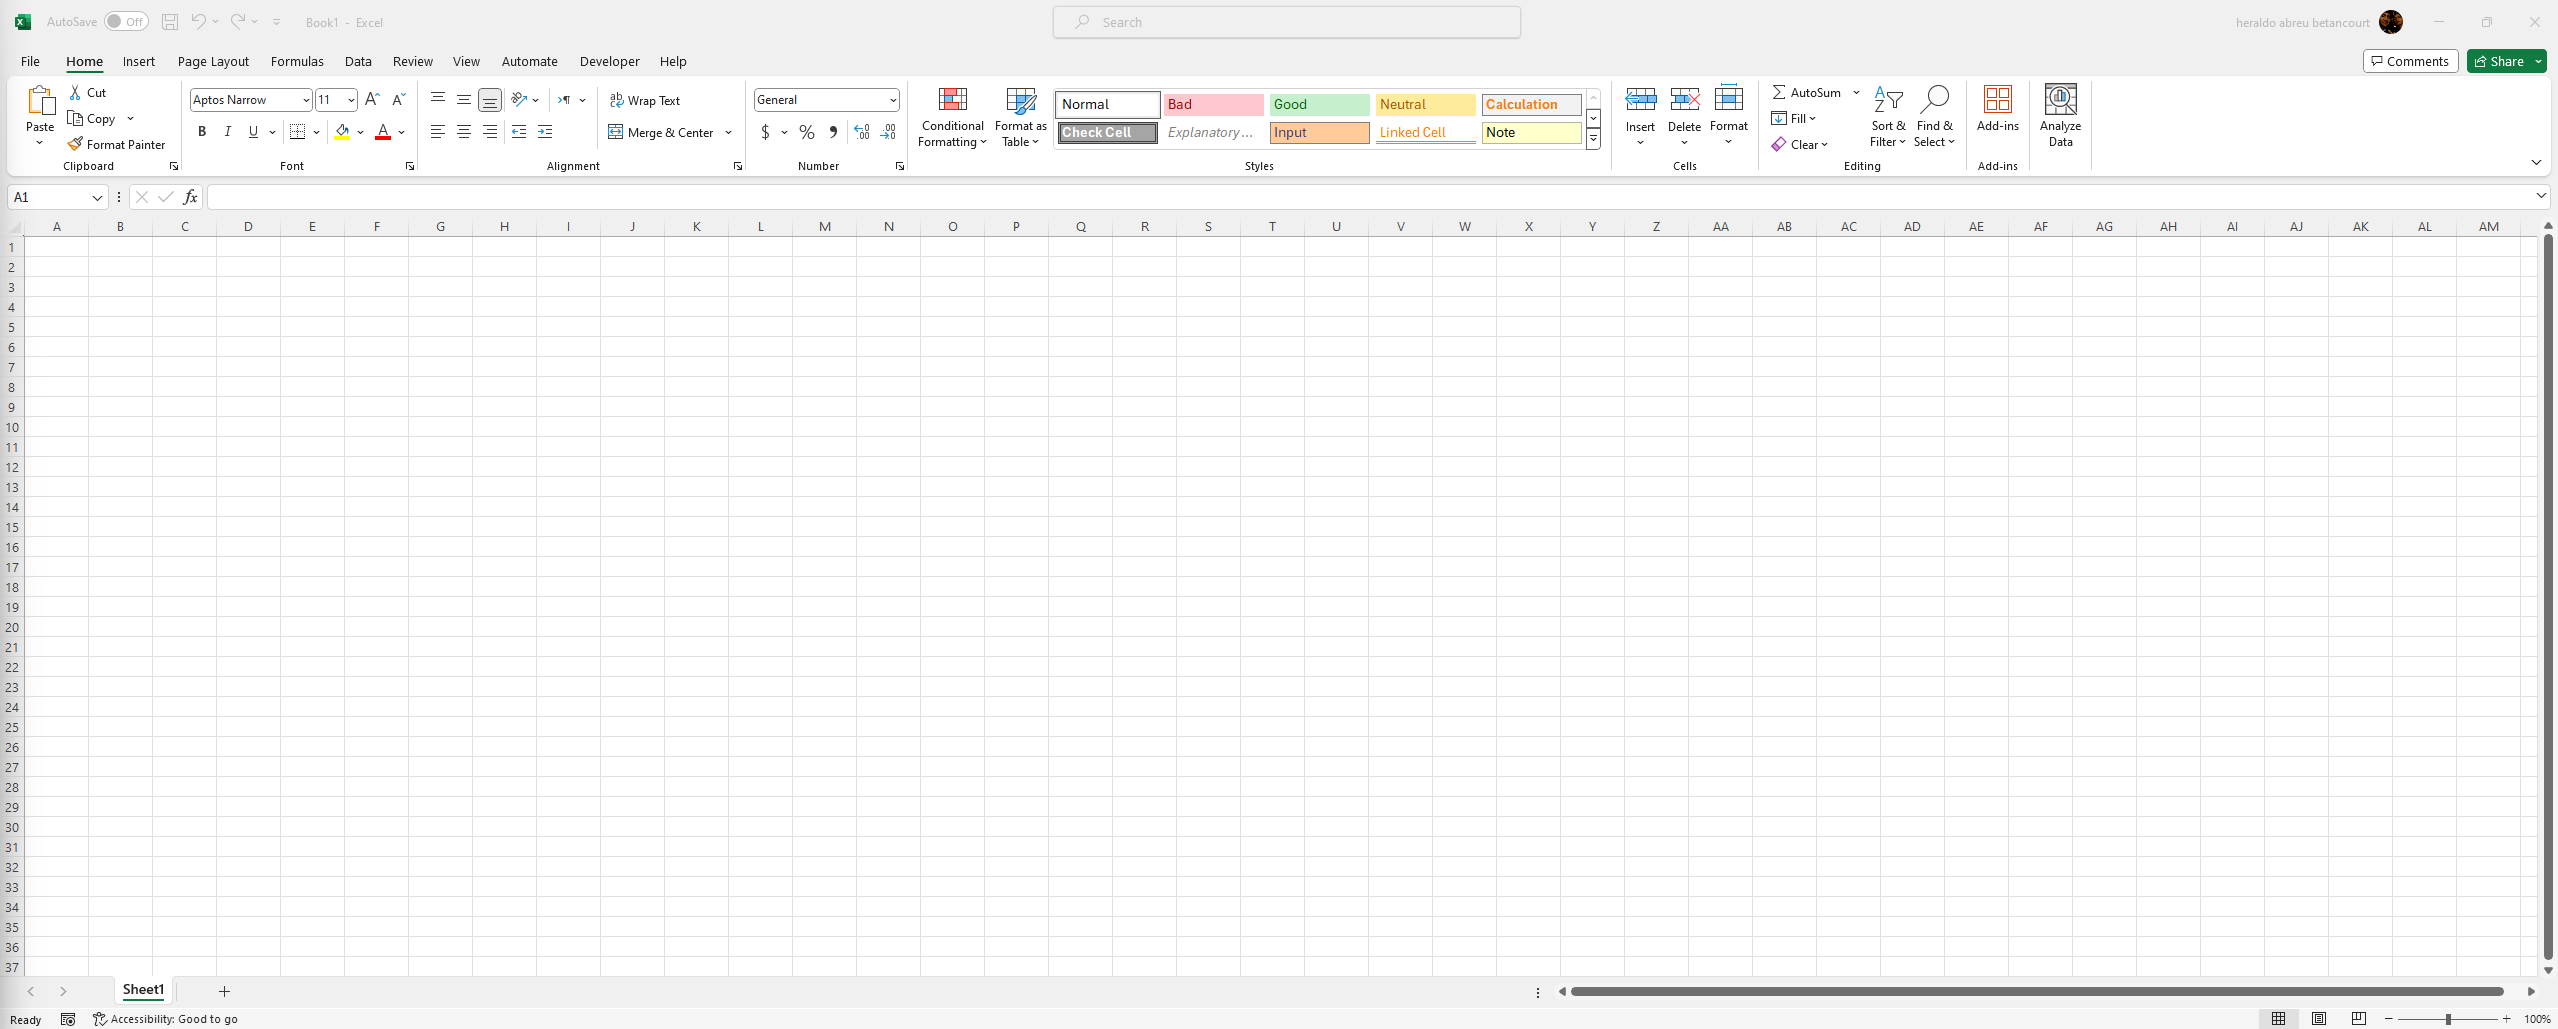 AutoSave Off Book1 - Excel Search heraldo abreu betancourt
File Home Insert Page Layout Formulas Data Review View Automate Developer Help Comments Share
Paste Cut Copy Format Painter
Clipboard
Aptos Narrow 11 A A
B I U A
Font
ab Wrap Text
Merge & Center
Alignment
General
$ % 9 .00 .00
Number
Conditional Formatting
Format as Table
Normal Bad Good Neutral Calculation
Check Cell Explanatory ... Input Linked Cell Note
Styles
Insert Delete Format
Cells
AutoSum
Fill
Clear
Sort & Filter
Find & Select
Editing
Add-ins
Add-ins
Analyze Data
A1 fx
A B C D E F G H I J K L M N O P Q R S T U V W X Y Z AA AB AC AD AE AF AG AH AI AJ AK AL AM
1
2
3
4
5
6
7
8
9
10
11
12
13
14
15
16
17
18
19
20
21
22
23
24
25
26
27
28
29
30
31
32
33
34
35
36
37
Sheet1
Ready Accessibility: Good to go 100%